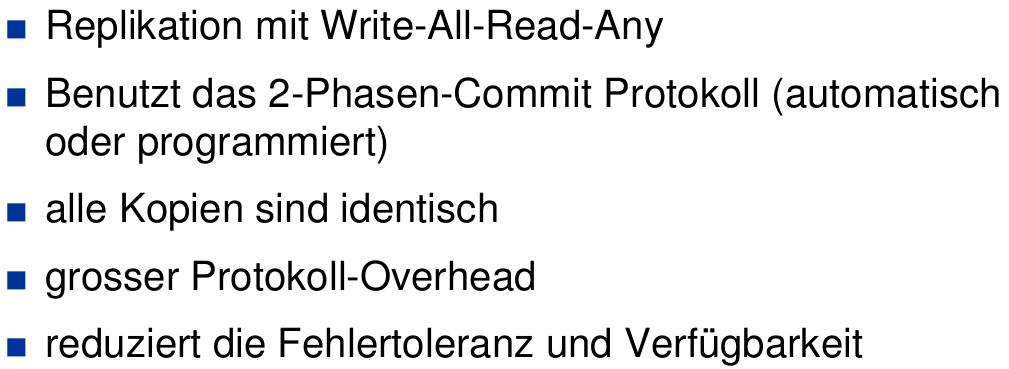 Replikation mit Write-All-Read-Any
Benutzt das 2-Phasen-Commit Protokoll (automatisch
oder programmiert)
alle Kopien sind identisch
grosser Protokoll-Overhead
reduziert die Fehlertoleranz und Verfügbarkeit